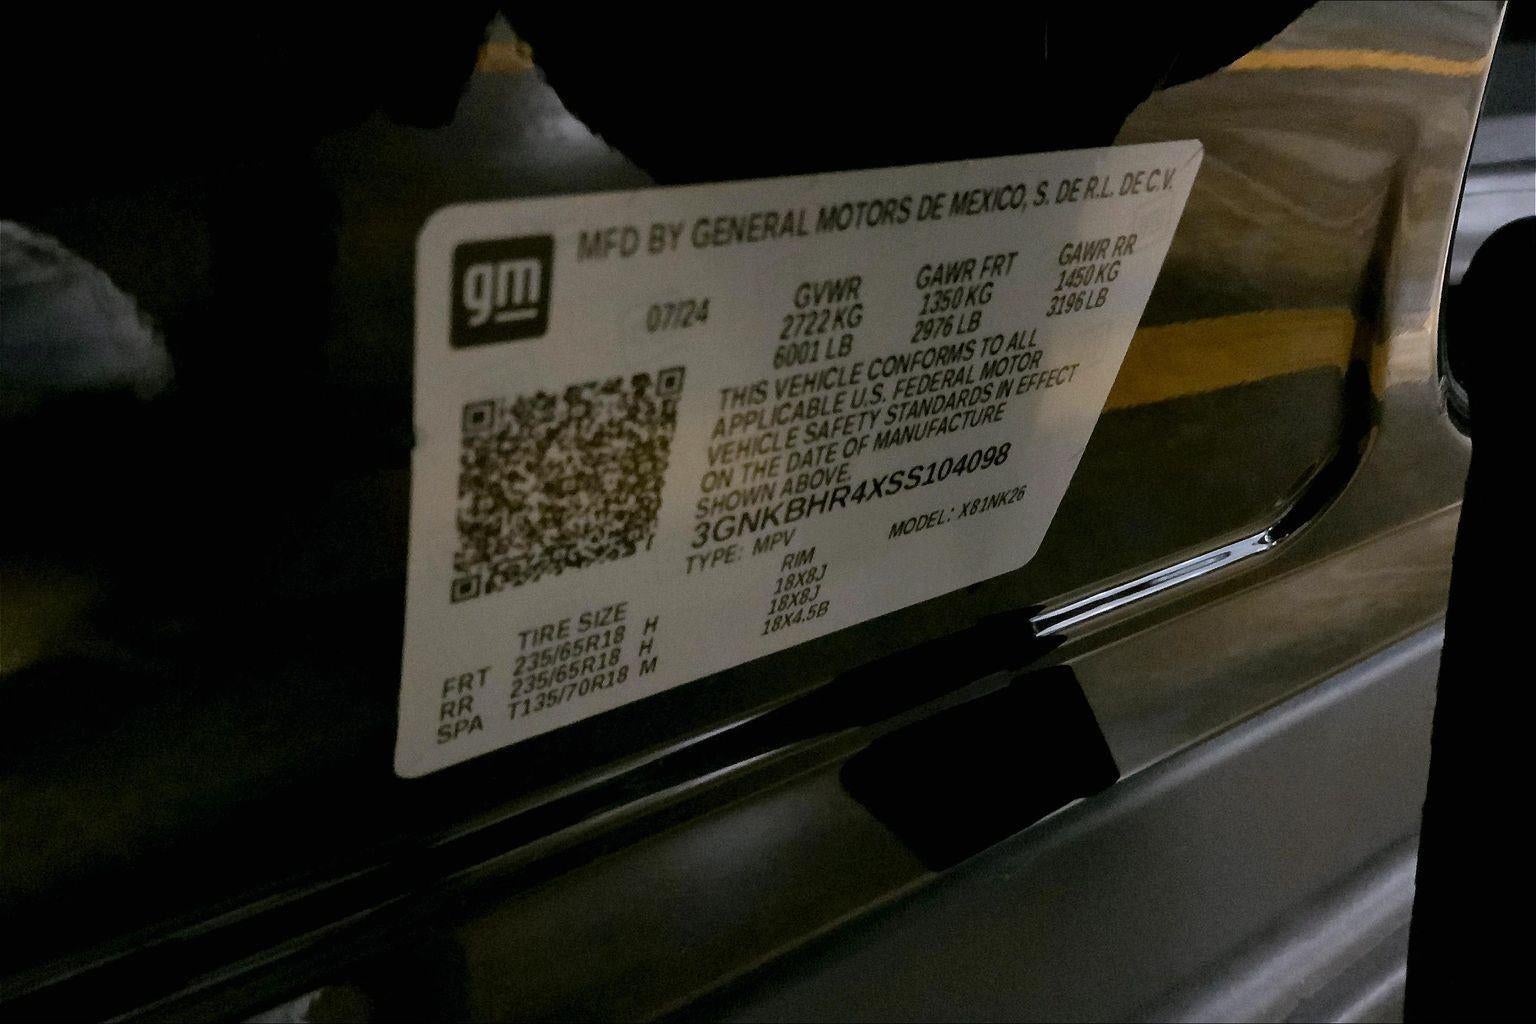 MFD BY GENERAL MOTORS DE MEXICO, S. DE R.L. DE C.V.
gm
07/24
GVWR
2722 KG
6001 LB
GAWR FRT
1350 KG
2976 LB
GAWR RR
1450 KG
3196 LB
THIS VEHICLE CONFORMS TO ALL
APPLICABLE U.S. FEDERAL MOTOR
VEHICLE SAFETY STANDARDS IN EFFECT
ON THE DATE OF MANUFACTURE
SHOWN ABOVE.
3GNKBHR4XSS104098
TYPE: MPV MODEL: X81NK26
TIRE SIZE RIM
FRT 235/65R18 H 18X8J
RR 235/65R18 H 18X8J
SPA T135/70R18 M 18X4.5B